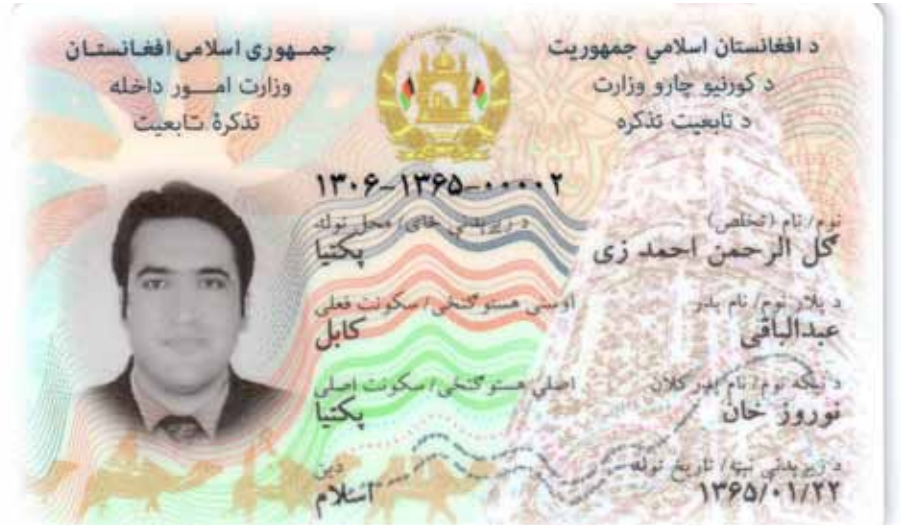 د افغانستان اسلامي جمهوریت
د کورنیو چارو وزارت
د تابعیت تذکره
جمهوری اسلامی افغانستان
وزارت امور داخله
تذکرهٔ تابعیت
۱۳۰۶-۱۳۶۵-۰۰۰۰۲
نوم/ نام (تخلص)
گل الرحمن احمد زی
د زیږیدنې ځای/ محل تولد
پکتیا
د پلار نوم/ نام پدر
عبدالباقی
اوسنی هستوګنځی/ سکونت فعلی
کابل
د نیکه نوم/ نام پدر کلان
نوروز خان
اصلي هستوګنځی/ سکونت اصلی
پکتیا
د زیږیدنې نېټه/ تاریخ تولد
۱۳۶۵/۰۱/۲۲
دین
اسلام